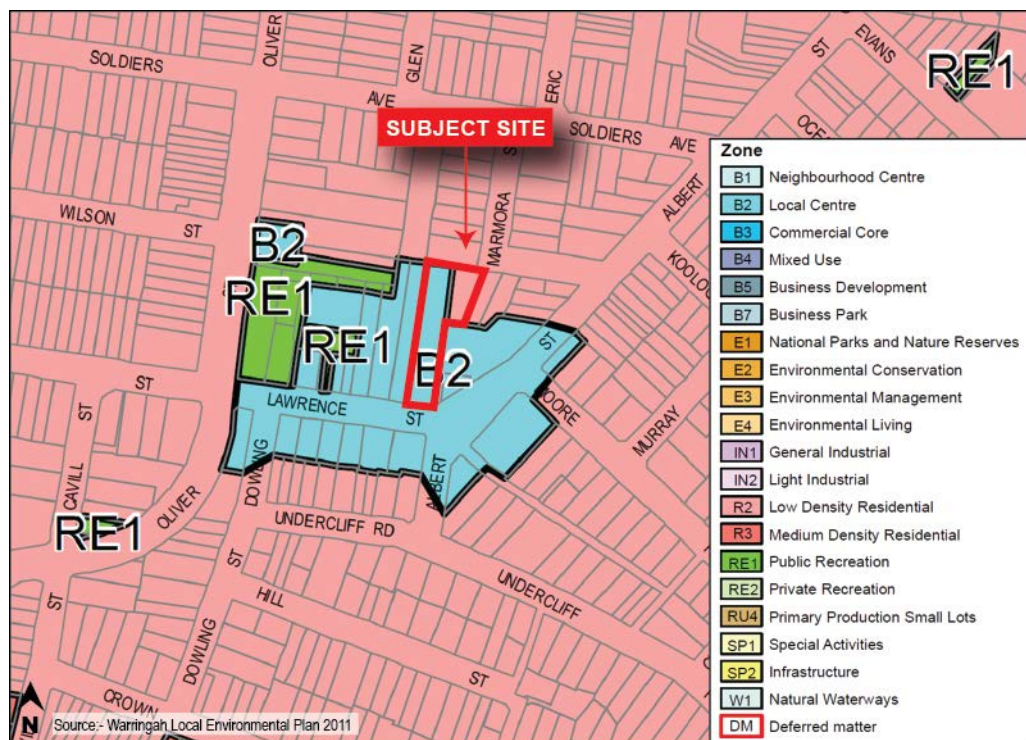 SOLDIERS
OLIVER
GLEN
AVE
ERIC
ST
SOLDIERS
AVE
EVANS
ST
RE1
SUBJECT SITE
ALBERT
WILSON
ST
MARMORA
B2
RE1
RE1
B2
ST
LAWRENCE
ST
MOORE
MURRAY
DOWLING
ALBERT
CAVILL
ST
RE1
OLIVER
UNDERCLIFF RD
UNDERCLIFF
ST
ST
HILL
ST
DOWLING
CROWN
N
Source:- Warringah Local Environmental Plan 2011
Zone
B1 Neighbourhood Centre
B2 Local Centre
B3 Commercial Core
B4 Mixed Use
B5 Business Development
B7 Business Park
E1 National Parks and Nature Reserves
E2 Environmental Conservation
E3 Environmental Management
E4 Environmental Living
IN1 General Industrial
IN2 Light Industrial
R2 Low Density Residential
R3 Medium Density Residential
RE1 Public Recreation
RE2 Private Recreation
RU4 Primary Production Small Lots
SP1 Special Activities
SP2 Infrastructure
W1 Natural Waterways
DM Deferred matter